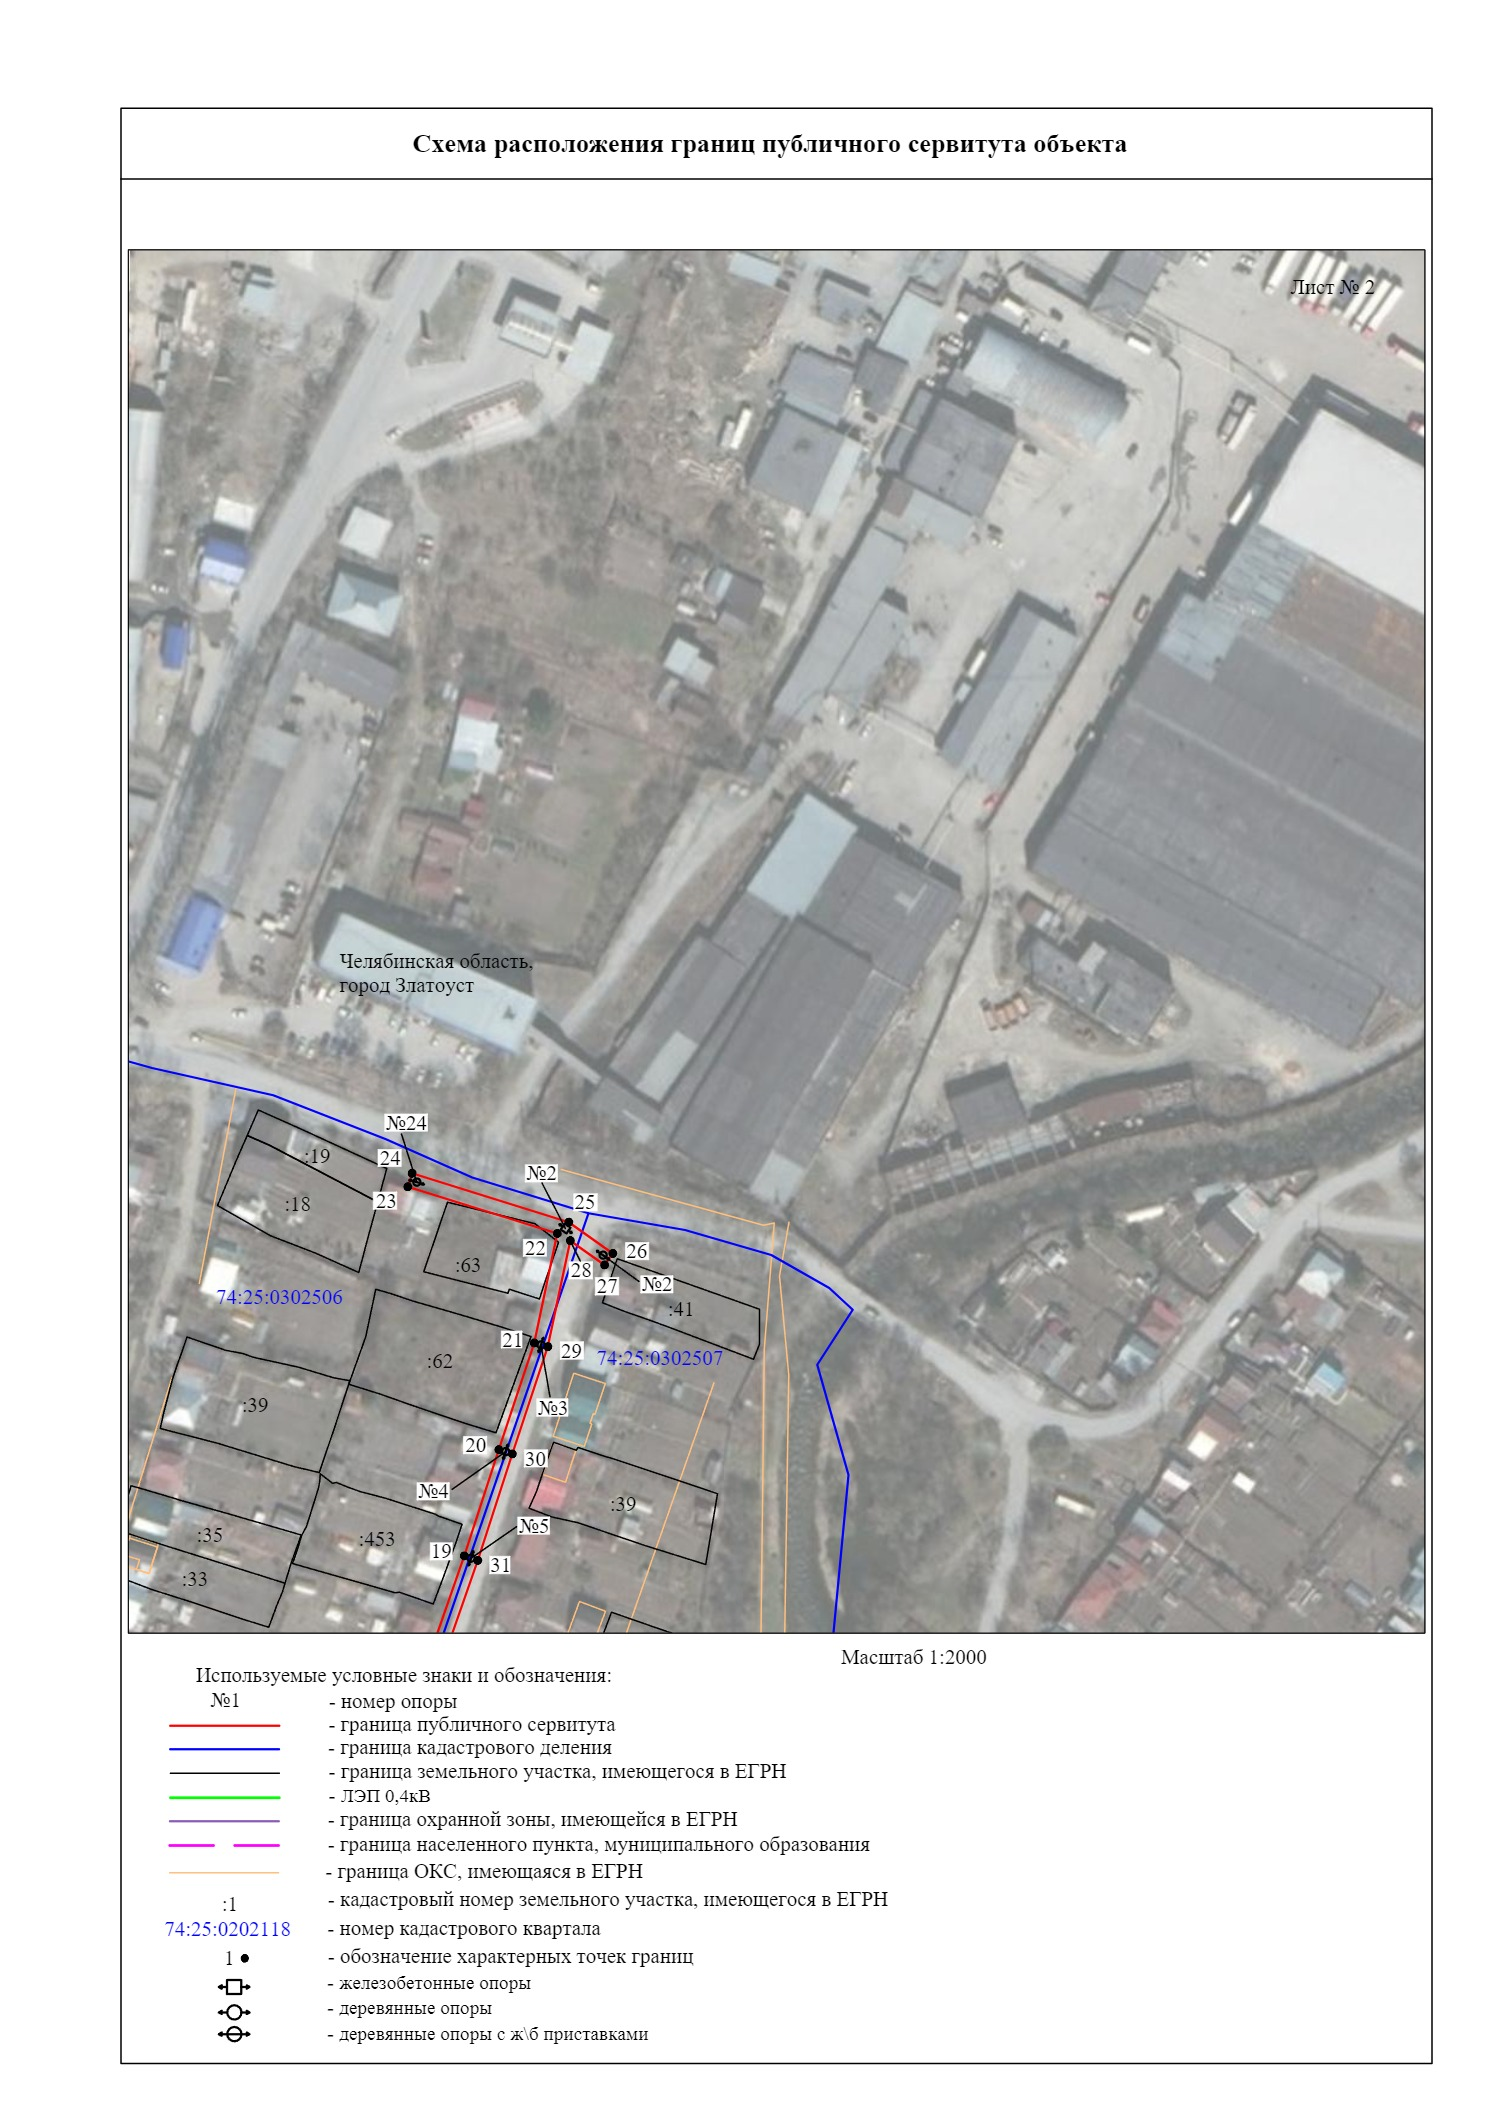 Схема расположения границ публичного сервитута объекта
Лист № 2
Челябинская область,
город Златоуст
№24
:19
24
№2
23
25
:18
22
26
:63
28
27
№2
74:25:0302506
:41
21
29
:62
74:25:0302507
:39
№3
20
30
№4
:39
№5
:35
:453
19
31
:33
Масштаб 1:2000
Используемые условные знаки и обозначения:
№1 - номер опоры
- граница публичного сервитута
- граница кадастрового деления
- граница земельного участка, имеющегося в ЕГРН
- ЛЭП 0,4кВ
- граница охранной зоны, имеющейся в ЕГРН
- граница населенного пункта, муниципального образования
- граница ОКС, имеющаяся в ЕГРН
:1 - кадастровый номер земельного участка, имеющегося в ЕГРН
74:25:0202118 - номер кадастрового квартала
1 - обозначение характерных точек границ
- железобетонные опоры
- деревянные опоры
- деревянные опоры с ж\б приставками